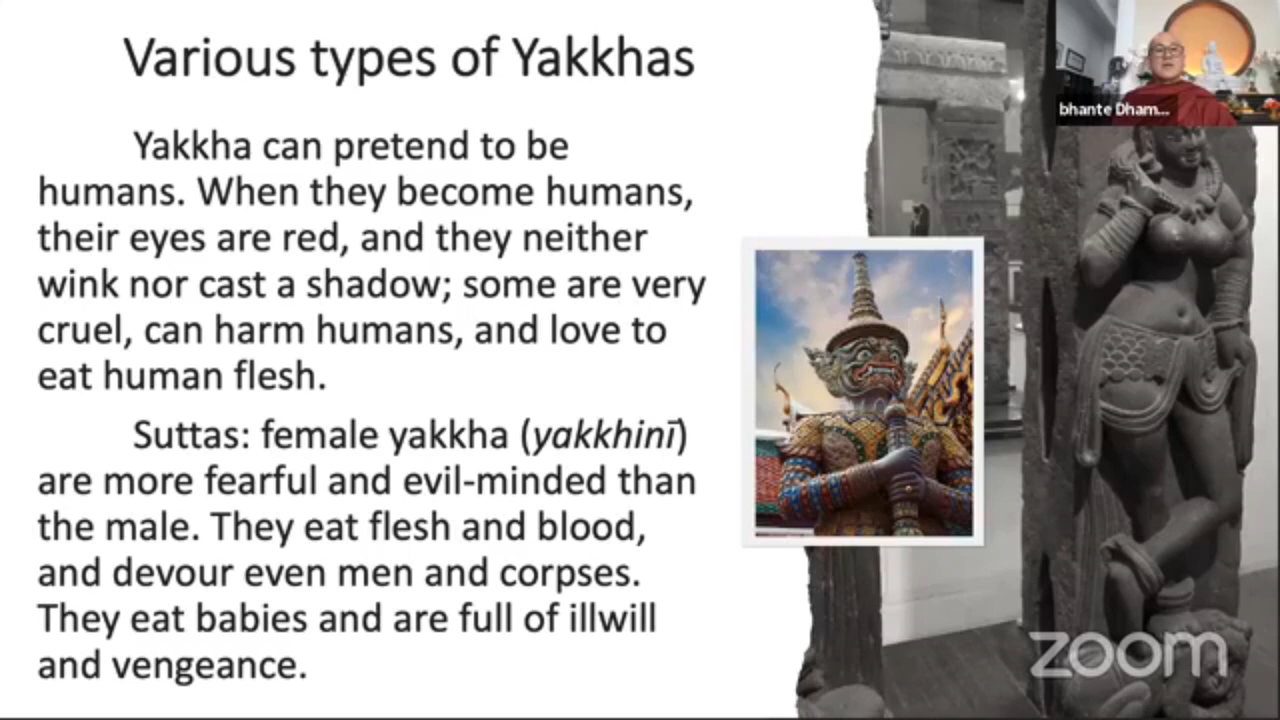 Various types of Yakkhas
bhante Dham...
Yakkha can pretend to be
humans. When they become humans,
their eyes are red, and they neither
wink nor cast a shadow; some are very
cruel, can harm humans, and love to
eat human flesh.
Suttas: female yakkha (yakkhinī)
are more fearful and evil-minded than
the male. They eat flesh and blood,
and devour even men and corpses.
They eat babies and are full of illwill
and vengeance.
zoom